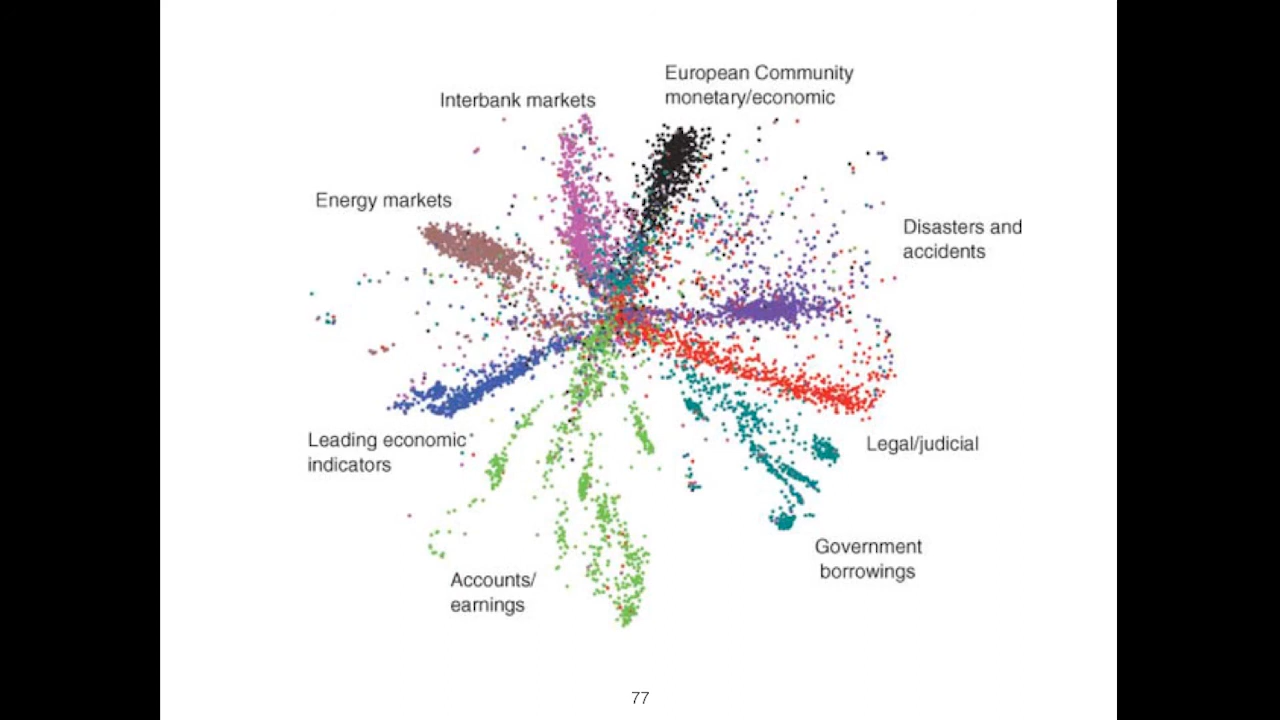 European Community
monetary/economic
Interbank markets
Energy markets
Disasters and
accidents
Leading economic
indicators
Legal/judicial
Government
borrowings
Accounts/
earnings
77